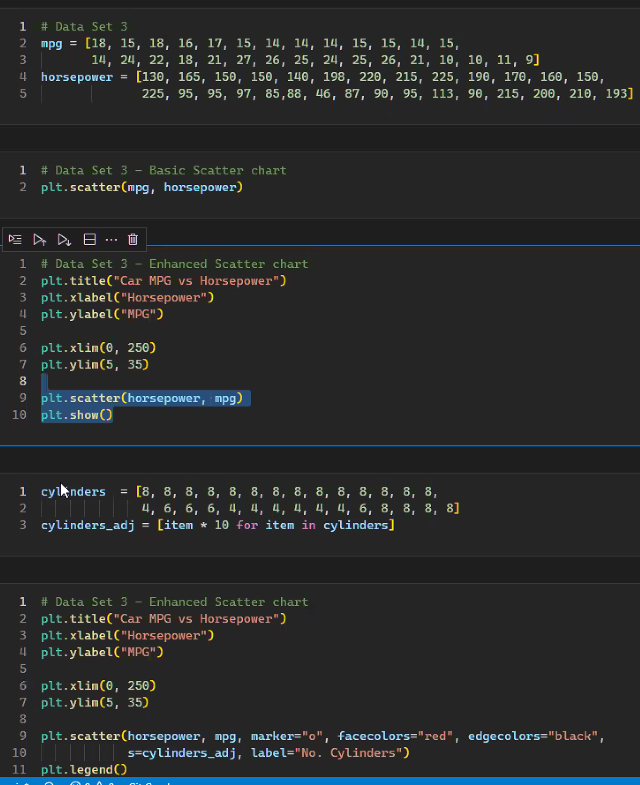 1 # Data Set 3
2 mpg = [18, 15, 18, 16, 17, 15, 14, 14, 14, 15, 15, 14, 15,
3 14, 24, 22, 18, 21, 27, 26, 25, 24, 25, 26, 21, 10, 10, 11, 9]
4 horsepower = [130, 165, 150, 150, 140, 198, 220, 215, 225, 190, 170, 160, 150,
5 225, 95, 95, 97, 85,88, 46, 87, 90, 95, 113, 90, 215, 200, 210, 193]
1 # Data Set 3 - Basic Scatter chart
2 plt.scatter(mpg, horsepower)
1 # Data Set 3 - Enhanced Scatter chart
2 plt.title("Car MPG vs Horsepower")
3 plt.xlabel("Horsepower")
4 plt.ylabel("MPG")
5
6 plt.xlim(0, 250)
7 plt.ylim(5, 35)
8
9 plt.scatter(horsepower, mpg)
10 plt.show()
1 cylinders = [8, 8, 8, 8, 8, 8, 8, 8, 8, 8, 8, 8, 8, 8,
2 4, 6, 6, 6, 4, 4, 4, 4, 4, 4, 6, 8, 8, 8, 8]
3 cylinders_adj = [item * 10 for item in cylinders]
1 # Data Set 3 - Enhanced Scatter chart
2 plt.title("Car MPG vs Horsepower")
3 plt.xlabel("Horsepower")
4 plt.ylabel("MPG")
5
6 plt.xlim(0, 250)
7 plt.ylim(5, 35)
8
9 plt.scatter(horsepower, mpg, marker="o", facecolors="red", edgecolors="black",
10 s=cylinders_adj, label="No. Cylinders")
11 plt.legend()